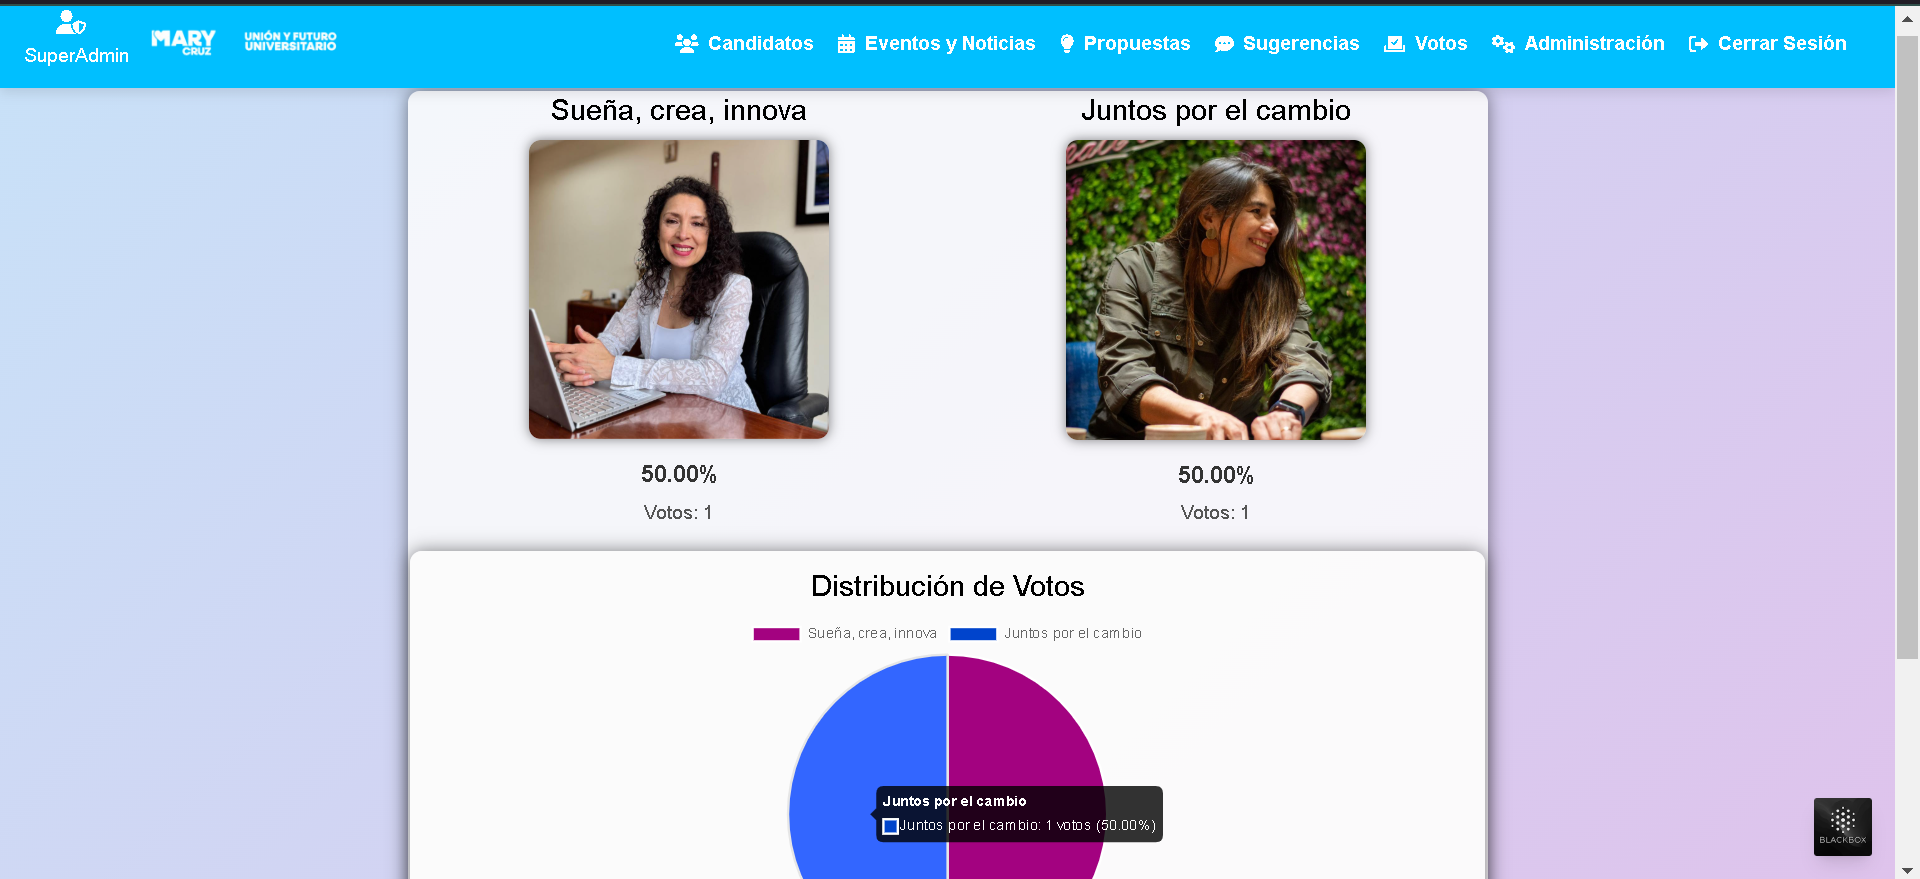 SuperAdmin
MARY
CRUZ
UNIÓN Y FUTURO
UNIVERSITARIO
Candidatos
Eventos y Noticias
Propuestas
Sugerencias
Votos
Administración
Cerrar Sesión
Sueña, crea, innova
50.00%
Votos: 1
Juntos por el cambio
50.00%
Votos: 1
Distribución de Votos
Sueña, crea, innova
Juntos por el cambio
Juntos por el cambio
Juntos por el cambio: 1 votos (50.00%)
BLACKBOX